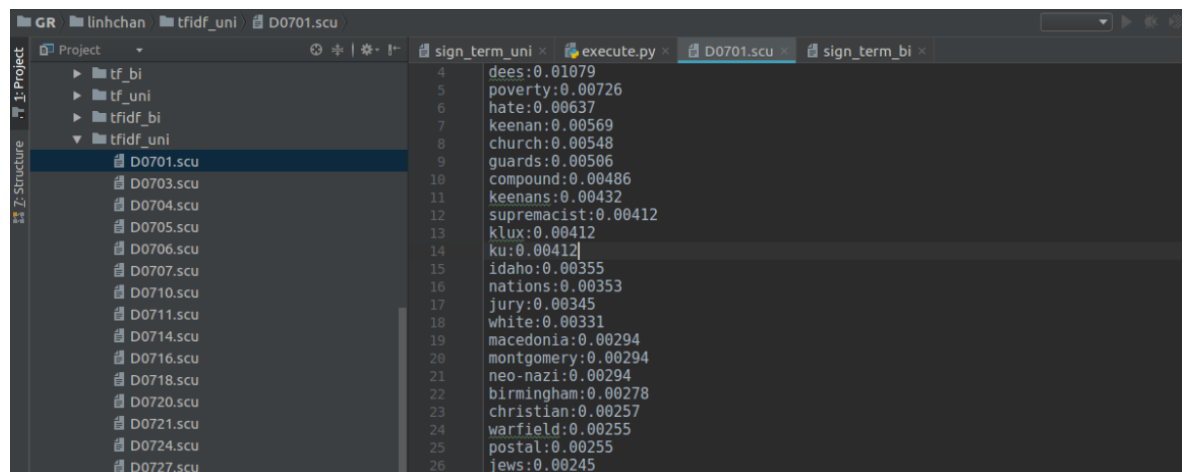 GR linhchan tfidf_uni D0701.scu
Project
sign_term_uni execute.py D0701.scu sign_term_bi
1: Project
7: Structure
tf_bi
tf_uni
tfidf_bi
tfidf_uni
D0701.scu
D0703.scu
D0704.scu
D0705.scu
D0706.scu
D0707.scu
D0710.scu
D0711.scu
D0714.scu
D0716.scu
D0718.scu
D0720.scu
D0721.scu
D0724.scu
D0727.scu
4 dees:0.01079
5 poverty:0.00726
6 hate:0.00637
7 keenan:0.00569
8 church:0.00548
9 guards:0.00506
10 compound:0.00486
11 keenans:0.00432
12 supremacist:0.00412
13 klux:0.00412
14 ku:0.00412
15 idaho:0.00355
16 nations:0.00353
17 jury:0.00345
18 white:0.00331
19 macedonia:0.00294
20 montgomery:0.00294
21 neo-nazi:0.00294
22 birmingham:0.00278
23 christian:0.00257
24 warfield:0.00255
25 postal:0.00255
26 jews:0.00245